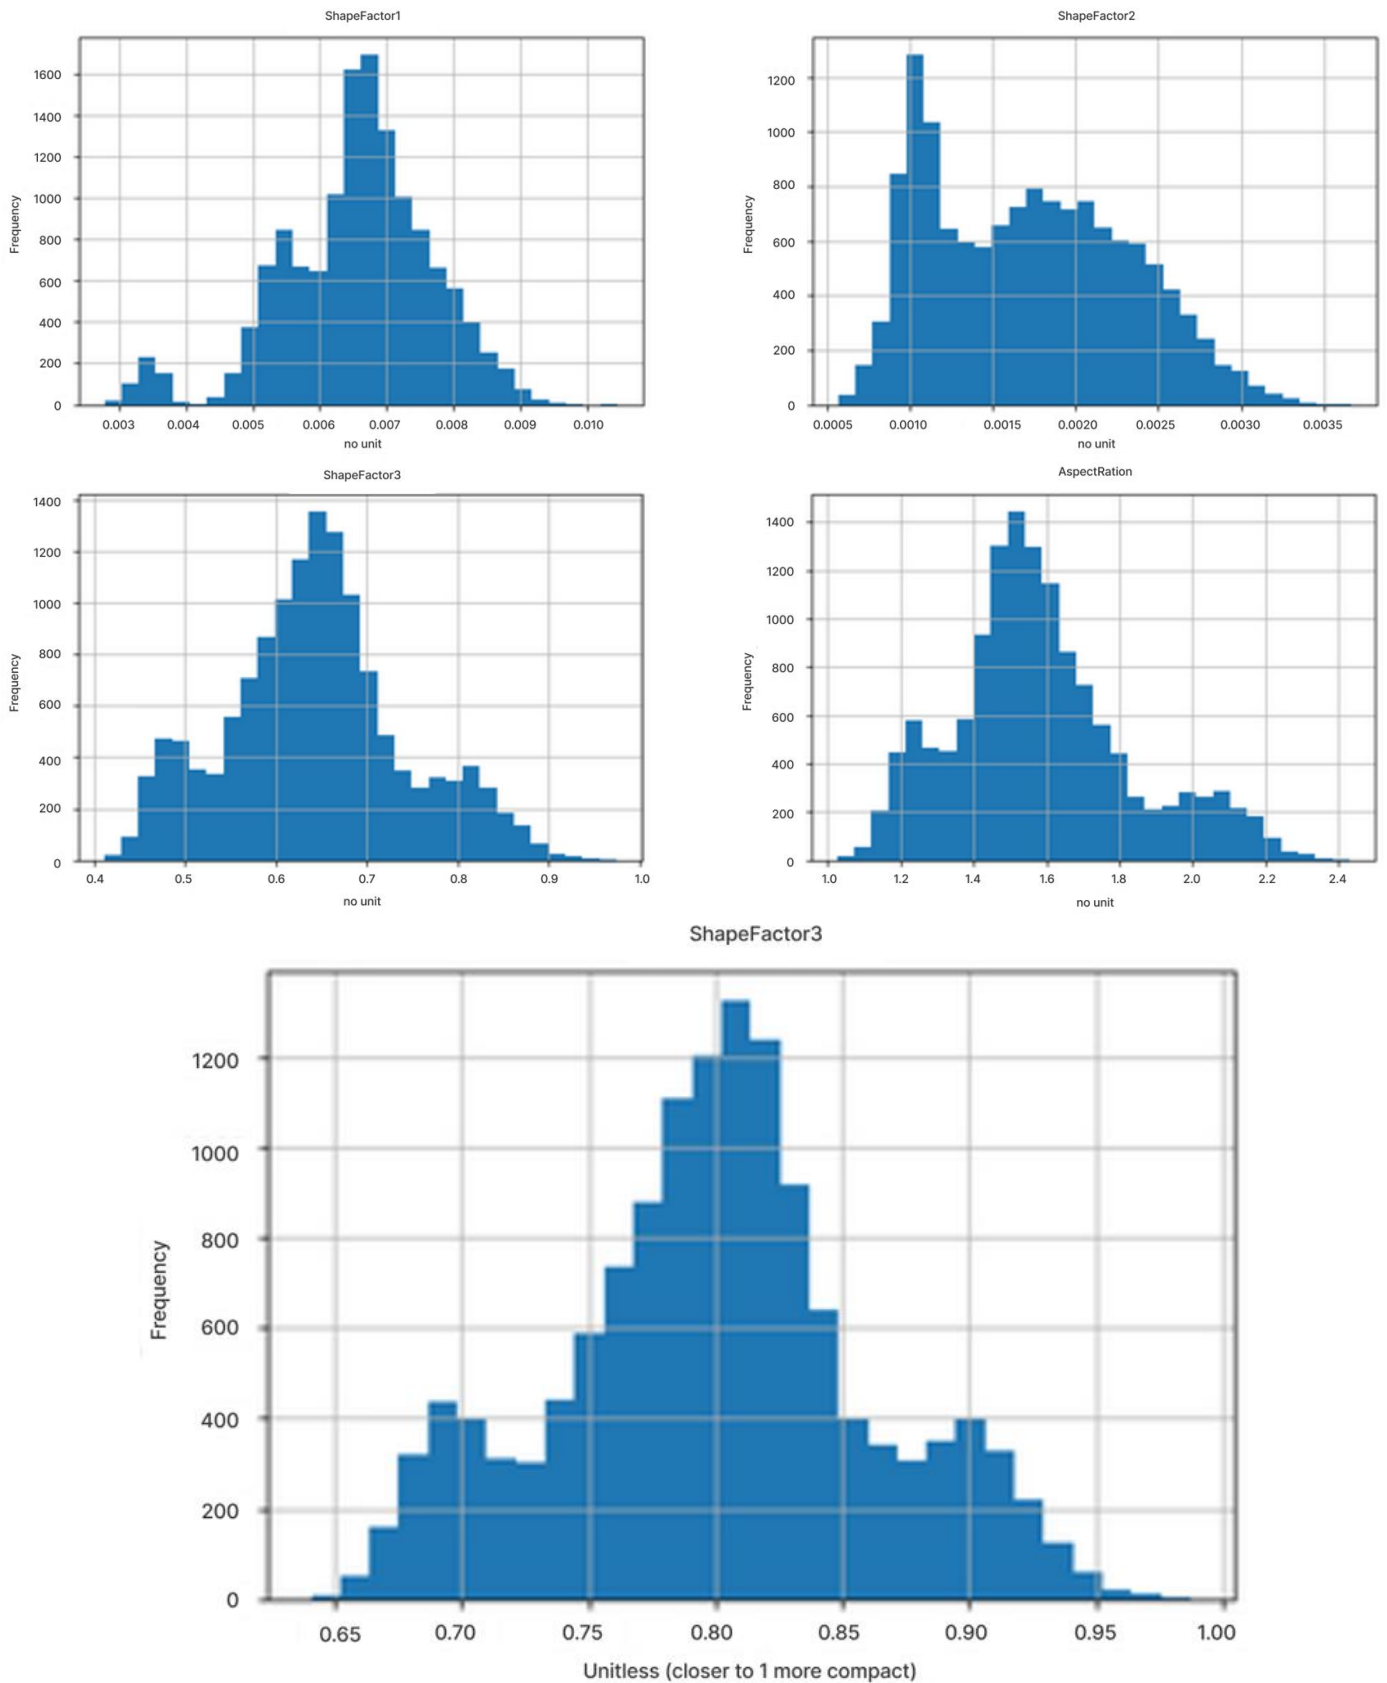 ShapeFactor1
1600
1400
1200
1000
800
600
400
200
0
Frequency
0.003 0.004 0.005 0.006 0.007 0.008 0.009 0.010
no unit
ShapeFactor2
1200
1000
800
600
400
200
0
Frequency
0.0005 0.0010 0.0015 0.0020 0.0025 0.0030 0.0035
no unit
ShapeFactor3
1400
1200
1000
800
600
400
200
0
Frequency
0.4 0.5 0.6 0.7 0.8 0.9 1.0
no unit
AspectRation
1400
1200
1000
800
600
400
200
0
Frequency
1.0 1.2 1.4 1.6 1.8 2.0 2.2 2.4
no unit
ShapeFactor3
1200
1000
800
600
400
200
0
Frequency
0.65 0.70 0.75 0.80 0.85 0.90 0.95 1.00
Unitless (closer to 1 more compact)